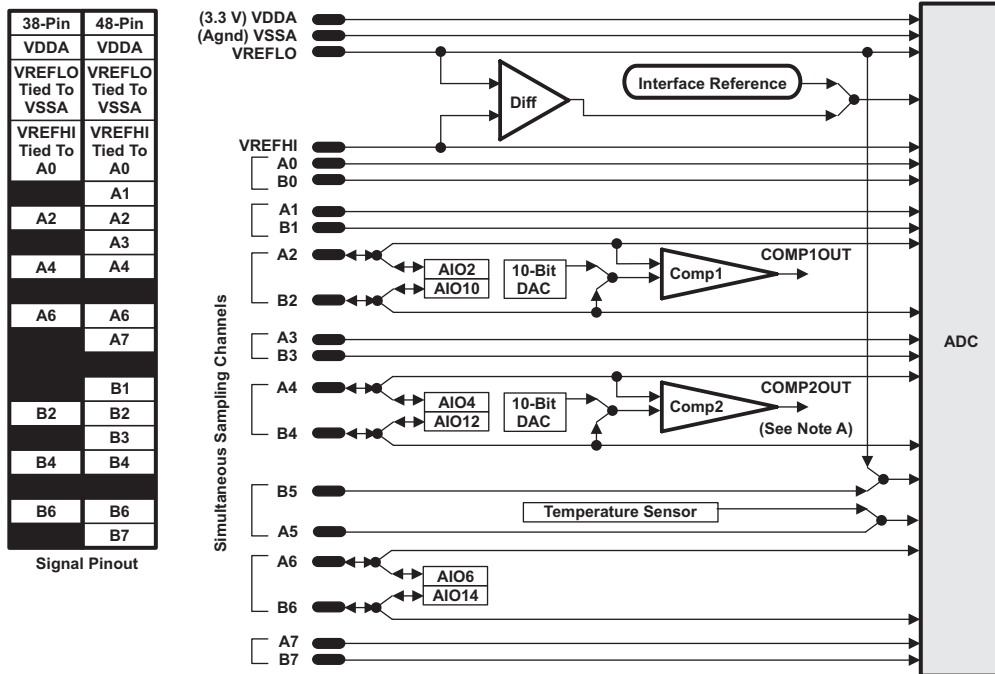 38-Pin 48-Pin
VDDA VDDA
VREFLO VREFLO
Tied To Tied To
VSSA VSSA
VREFHI VREFHI
Tied To Tied To
A0 A0
A1
A2 A2
A3
A4 A4
A6 A6
A7
B1
B2 B2
B3
B4 B4
B6 B6
B7
Signal Pinout
Simultaneous Sampling Channels
(3.3 V) VDDA
(Agnd) VSSA
VREFLO
Diff
Interface Reference
VREFHI
A0
B0
A1
B1
A2
AIO2
AIO10
10-Bit
DAC
Comp1
COMP1OUT
B2
A3
B3
A4
AIO4
AIO12
10-Bit
DAC
Comp2
COMP2OUT
(See Note A)
B4
B5
Temperature Sensor
A5
A6
AIO6
AIO14
B6
A7
B7
ADC